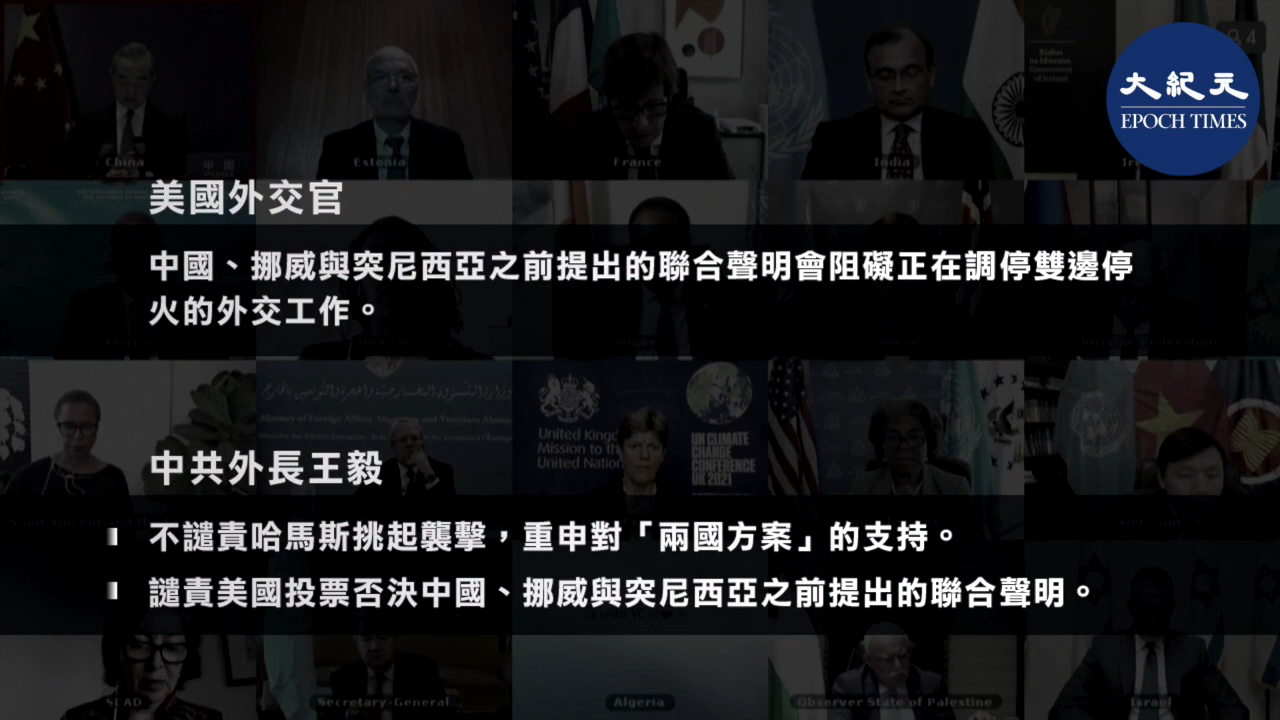 大紀元
EPOCH TIMES
China
Estonia
France
India
美國外交官
中國、挪威與突尼西亞之前提出的聯合聲明會阻礙正在調停雙邊停
火的外交工作。
United Kingdom
Mission to the
United Nations
UN CLIMATE
CHANGE
CONFERENCE
UK 2021
中共外長王毅
不譴責哈馬斯挑起襲擊，重申對「兩國方案」的支持。
譴責美國投票否決中國、挪威與突尼西亞之前提出的聯合聲明。
Secretary-General
Algeria
Observer State of Palestine
Israel